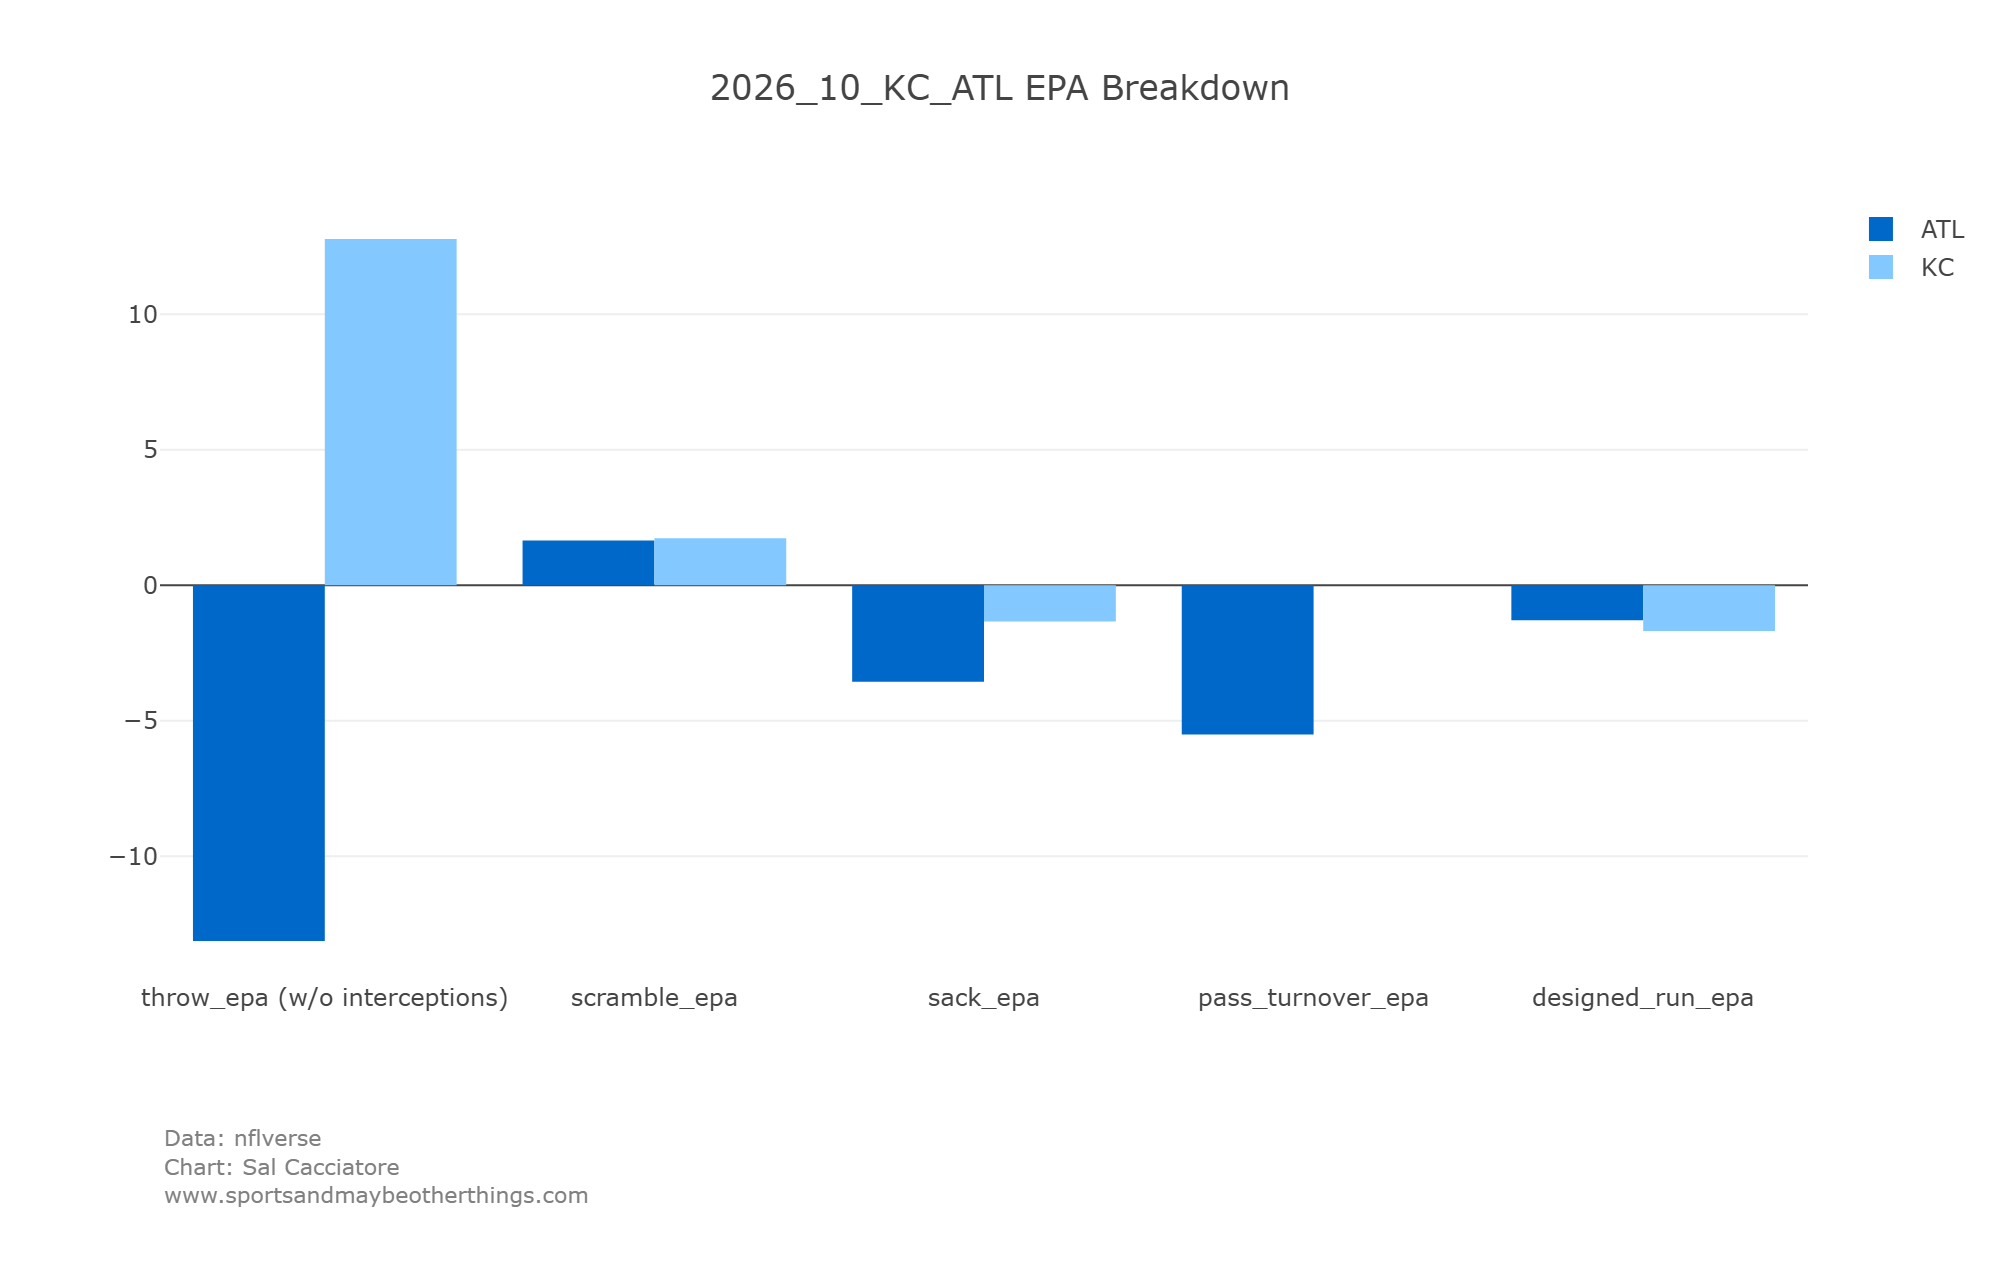 2026_10_KC_ATL EPA Breakdown
ATL
KC
10
5
0
−5
−10
throw_epa (w/o interceptions)
scramble_epa
sack_epa
pass_turnover_epa
designed_run_epa
Data: nflverse
Chart: Sal Cacciatore
www.sportsandmaybeotherthings.com